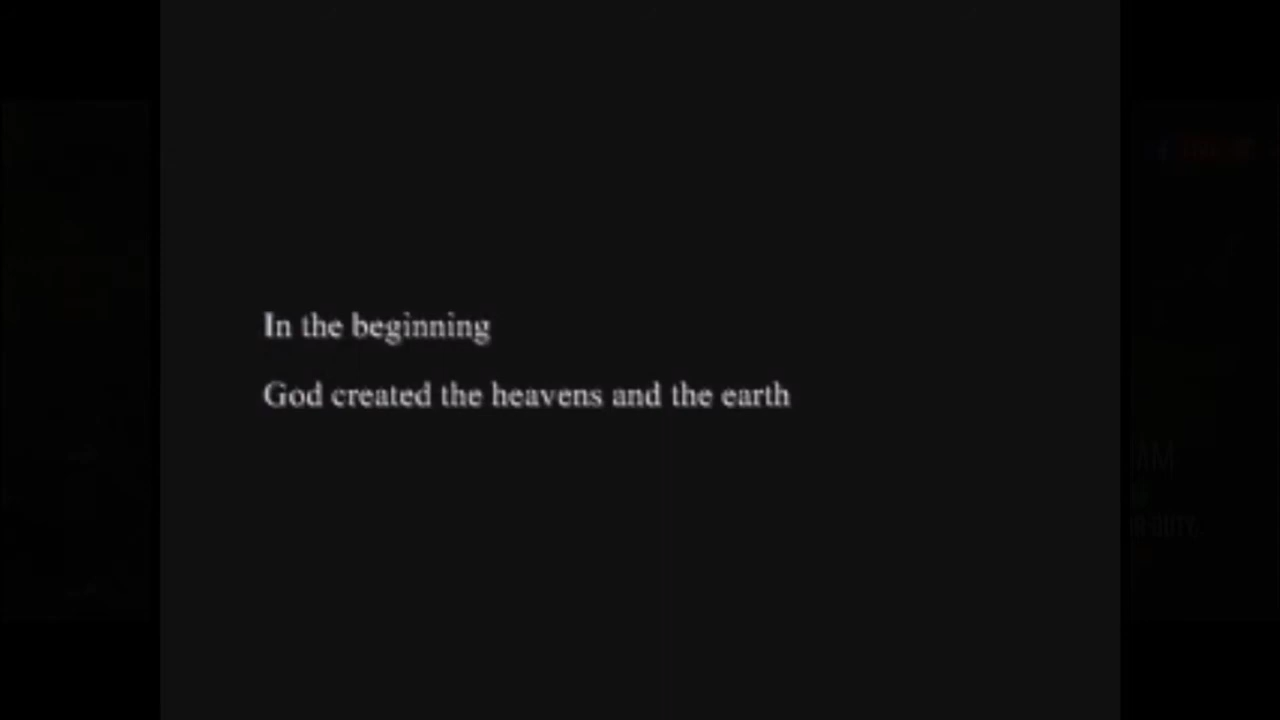 In the beginning
God created the heavens and the earth